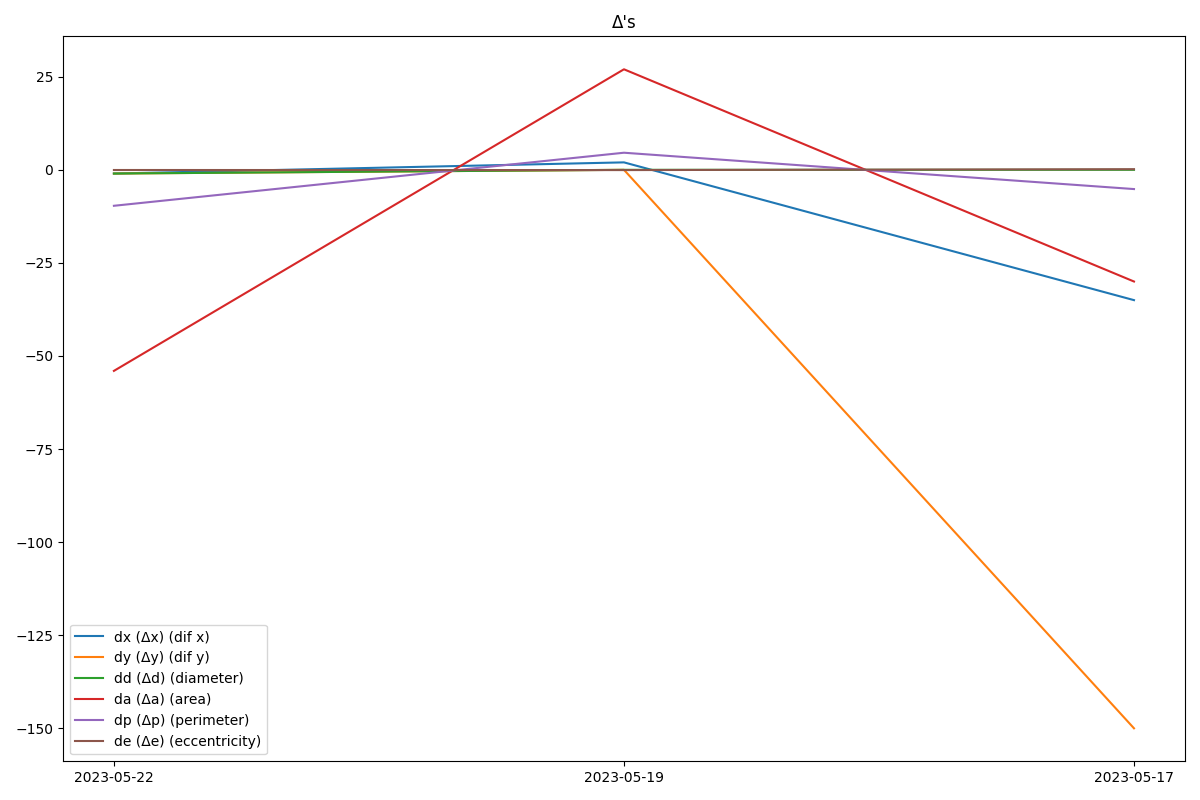 Δ's
25
0
−25
−50
−75
−100
−125
−150
dx (Δx) (dif x)
dy (Δy) (dif y)
dd (Δd) (diameter)
da (Δa) (area)
dp (Δp) (perimeter)
de (Δe) (eccentricity)
2023-05-22 2023-05-19 2023-05-17